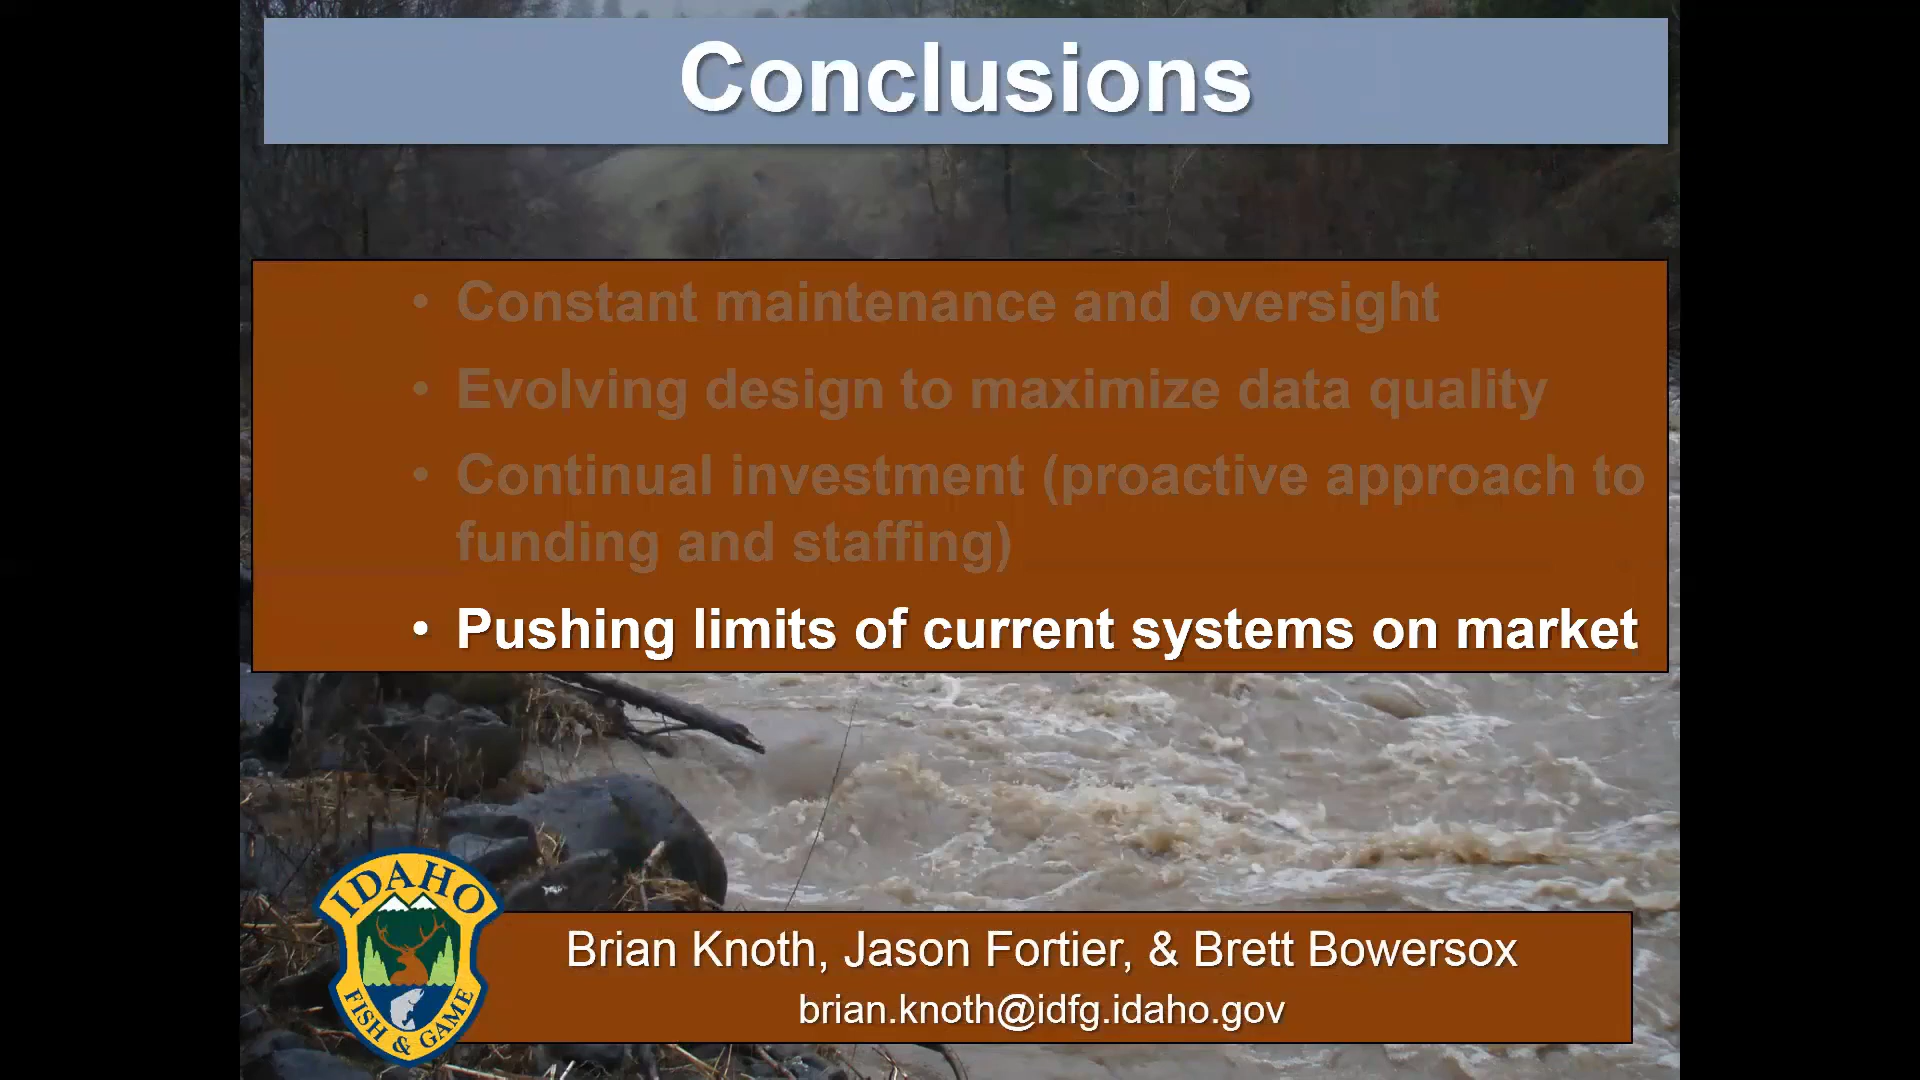 Conclusions
• Constant maintenance and oversight
• Evolving design to maximize data quality
• Continual investment (proactive approach to
funding and staffing)
• Pushing limits of current systems on market
IDAHO
FISH & GAME
Brian Knoth, Jason Fortier, & Brett Bowersox
brian.knoth@idfg.idaho.gov